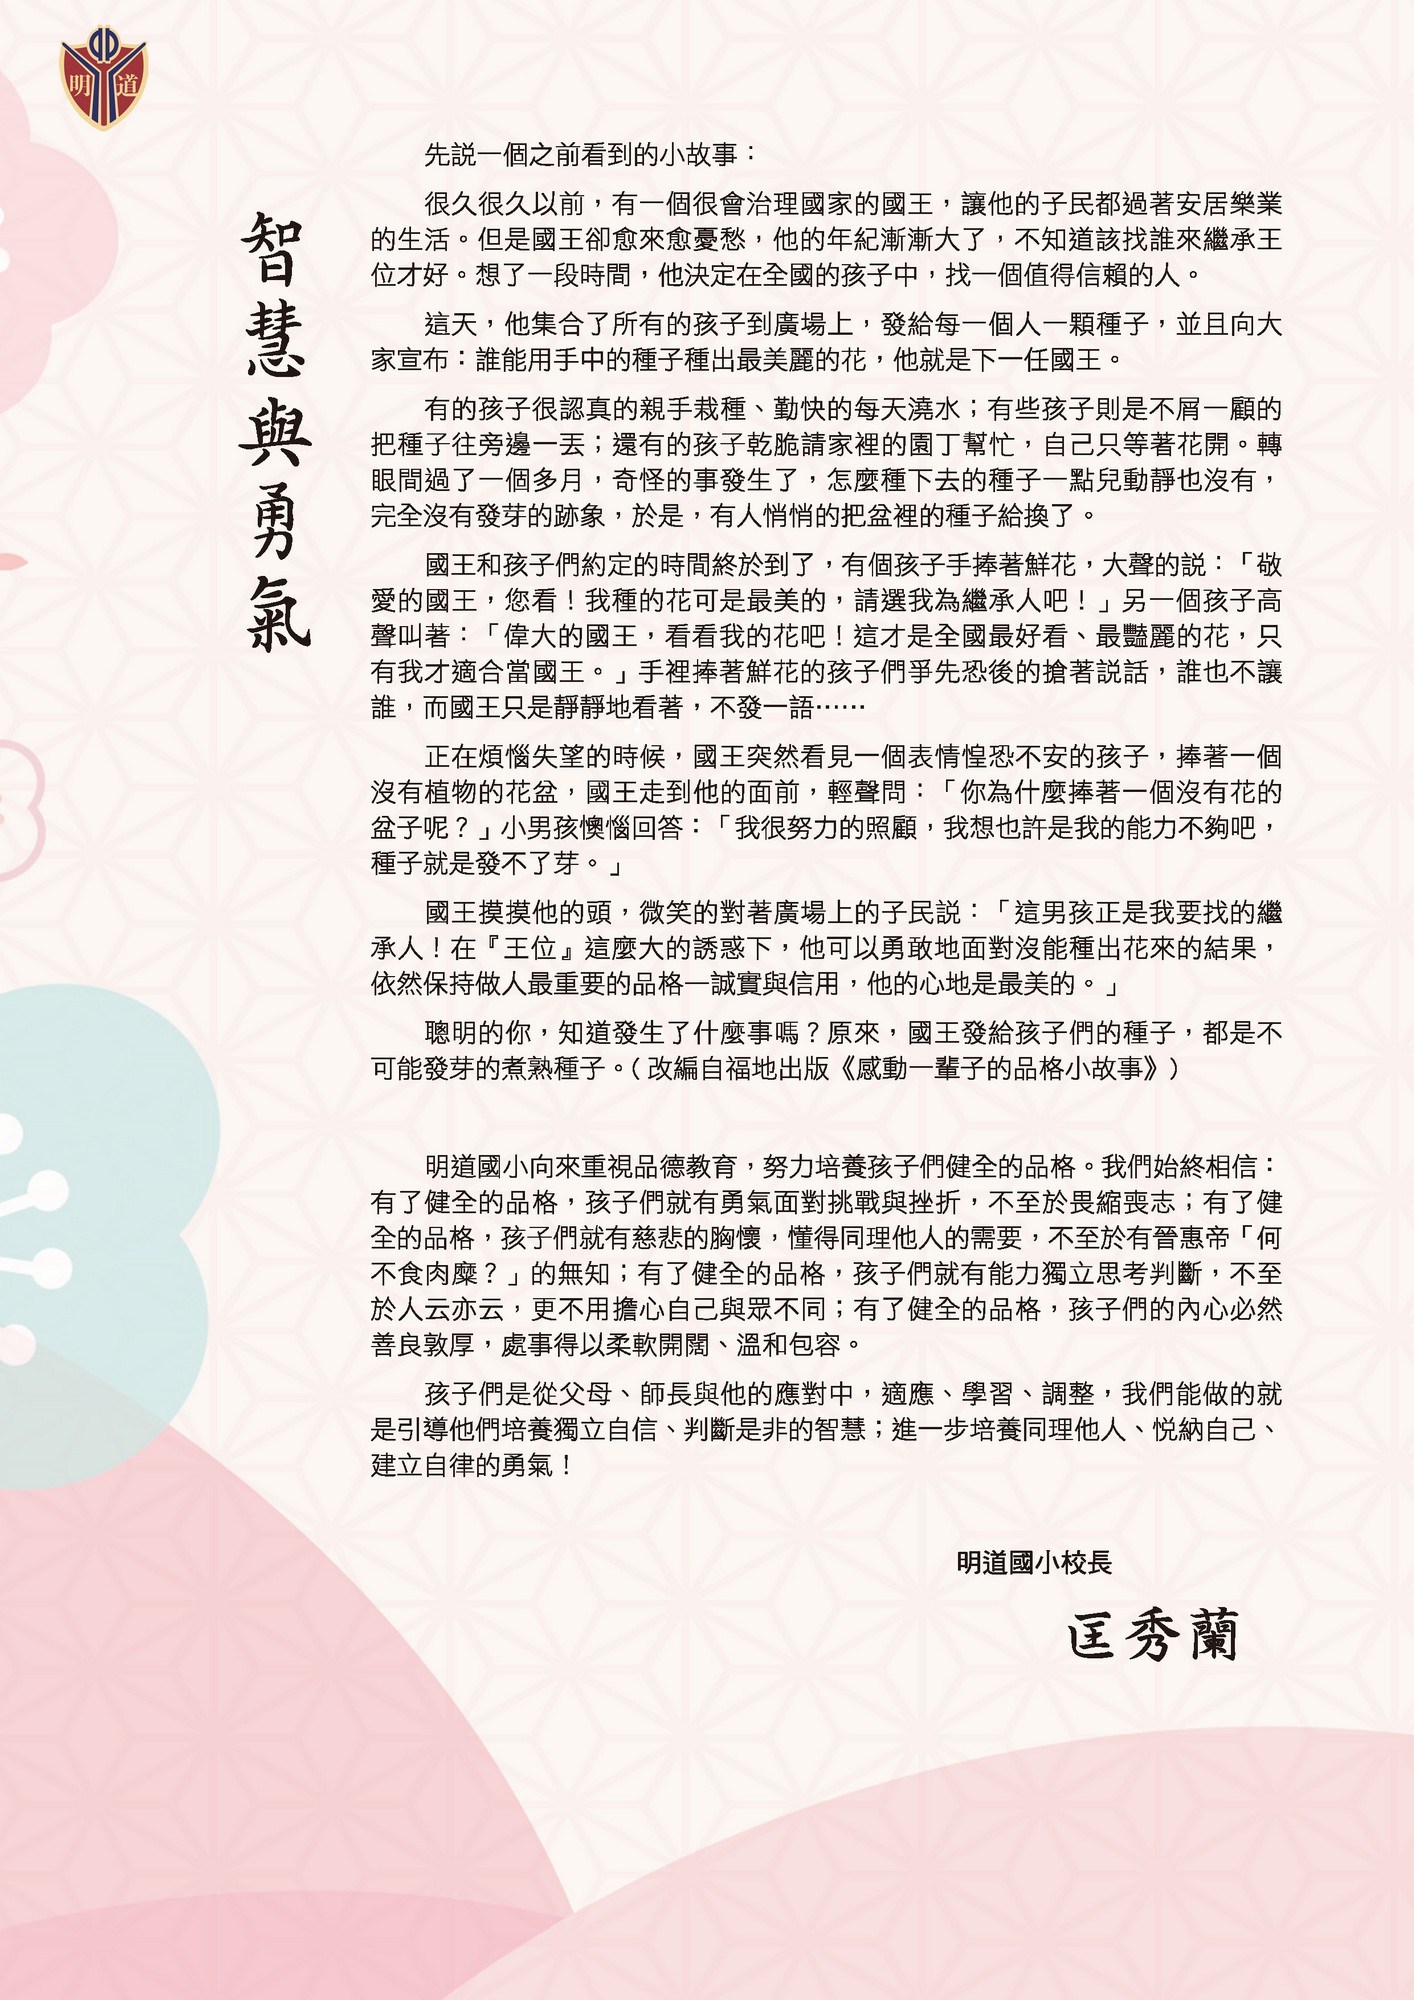 明道
智慧與勇氣
先說一個之前看到的小故事：
很久很久以前，有一個很會治理國家的國王，讓他的子民都過著安居樂業
的生活。但是國王卻愈來愈憂愁，他的年紀漸漸大了，不知道該找誰來繼承王
位才好。想了一段時間，他決定在全國的孩子中，找一個值得信賴的人。
這天，他集合了所有的孩子到廣場上，發給每一個人一顆種子，並且向大
家宣布：誰能用手中的種子種出最美麗的花，他就是下一任國王。
有的孩子很認真的親手栽種、勤快的每天澆水；有些孩子則是不屑一顧的
把種子往旁邊一丟；還有的孩子乾脆請家裡的園丁幫忙，自己只等著花開。轉
眼間過了一個多月，奇怪的事發生了，怎麼種下去的種子一點兒動靜也沒有，
完全沒有發芽的跡象，於是，有人悄悄的把盆裡的種子給換了。
國王和孩子們約定的時間終於到了，有個孩子手捧著鮮花，大聲的說：「敬
愛的國王，您看！我種的花可是最美的，請選我為繼承人吧！」另一個孩子高
聲叫著：「偉大的國王，看看我的花吧！這才是全國最好看、最豔麗的花，只
有我才適合當國王。」手裡捧著鮮花的孩子們爭先恐後的搶著說話，誰也不讓
誰，而國王只是靜靜地看著，不發一語⋯⋯
正在煩惱失望的時候，國王突然看見一個表情惶恐不安的孩子，捧著一個
沒有植物的花盆，國王走到他的面前，輕聲問：「你為什麼捧著一個沒有花的
盆子呢？」小男孩懊惱回答：「我很努力的照顧，我想也許是我的能力不夠吧，
種子就是發不了芽。」
國王摸摸他的頭，微笑的對著廣場上的子民說：「這男孩正是我要找的繼
承人！在『王位』這麼大的誘惑下，他可以勇敢地面對沒能種出花來的結果，
依然保持做人最重要的品格—誠實與信用，他的心地是最美的。」
聰明的你，知道發生了什麼事嗎？原來，國王發給孩子們的種子，都是不
可能發芽的煮熟種子。( 改編自福地出版《感動一輩子的品格小故事》）
明道國小向來重視品德教育，努力培養孩子們健全的品格。我們始終相信：
有了健全的品格，孩子們就有勇氣面對挑戰與挫折，不至於畏縮喪志；有了健
全的品格，孩子們就有慈悲的胸懷，懂得同理他人的需要，不至於有晉惠帝「何
不食肉糜？」的無知；有了健全的品格，孩子們就有能力獨立思考判斷，不至
於人云亦云，更不用擔心自己與眾不同；有了健全的品格，孩子們的內心必然
善良敦厚，處事得以柔軟開闊、溫和包容。
孩子們是從父母、師長與他的應對中，適應、學習、調整，我們能做的就
是引導他們培養獨立自信、判斷是非的智慧；進一步培養同理他人、悅納自己、
建立自律的勇氣！
明道國小校長
匡秀蘭